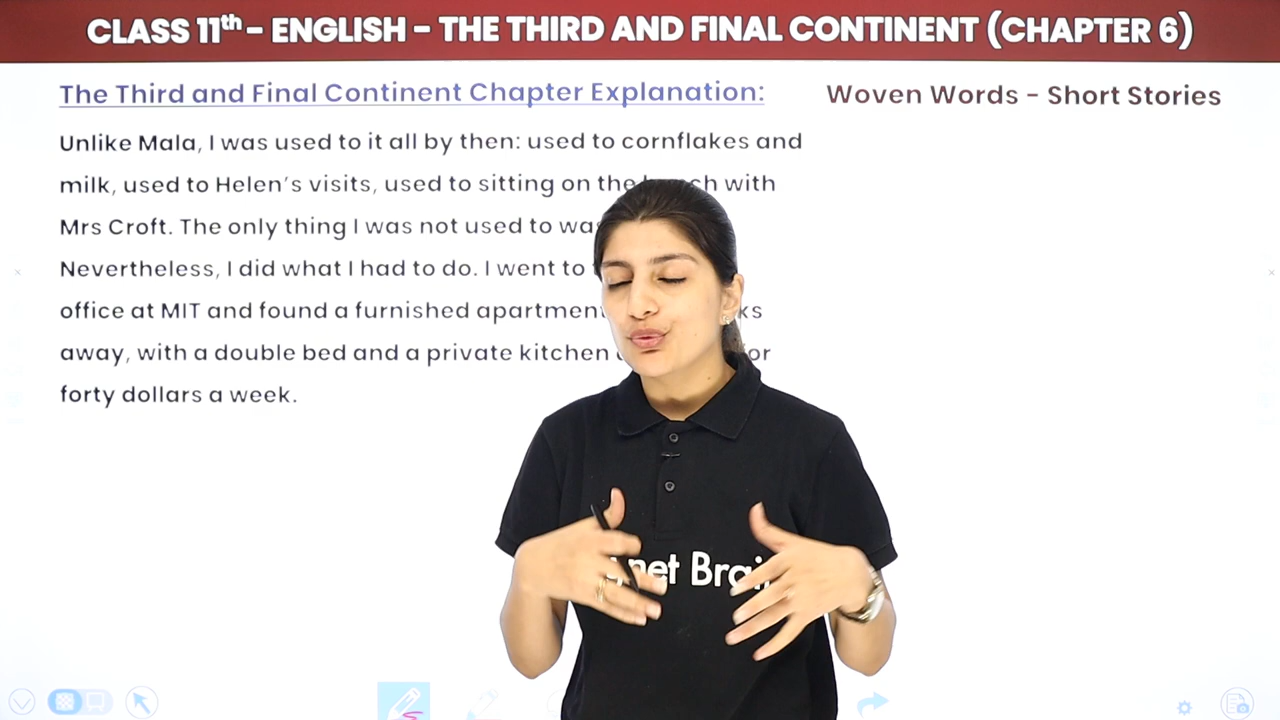 CLASS 11th – ENGLISH – THE THIRD AND FINAL CONTINENT (CHAPTER 6)
The Third and Final Continent Chapter Explanation:
Woven Words – Short Stories
Unlike Mala, I was used to it all by then: used to cornflakes and
milk, used to Helen's visits, used to sitting on the with
Mrs Croft. The only thing I was not used to
Nevertheless, I did what I had to do. I went to
office at MIT and found a furnished
away, with a double bed and a private kitchen
forty dollars a week.